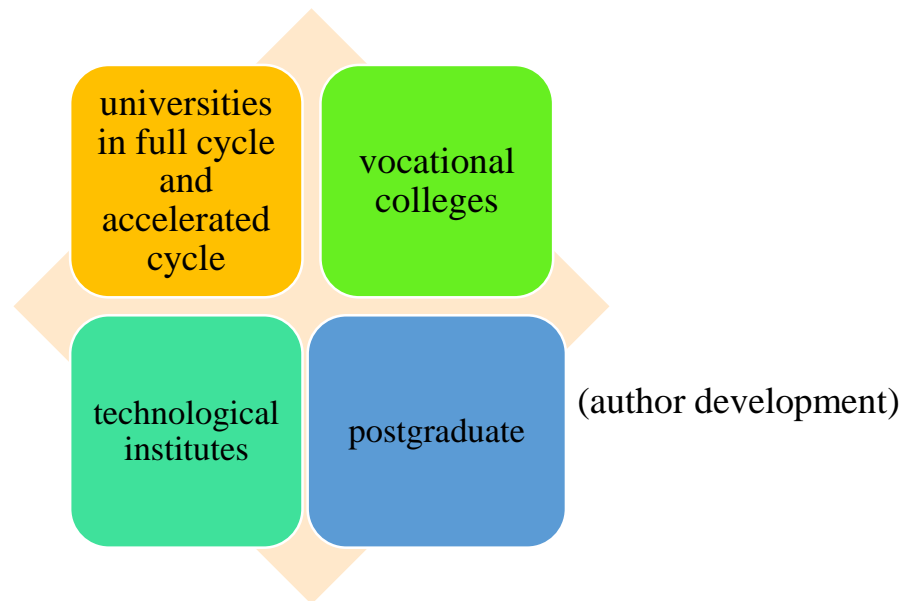 universities
in full cycle
and
accelerated
cycle
vocational
colleges
technological
institutes
postgraduate
(author development)